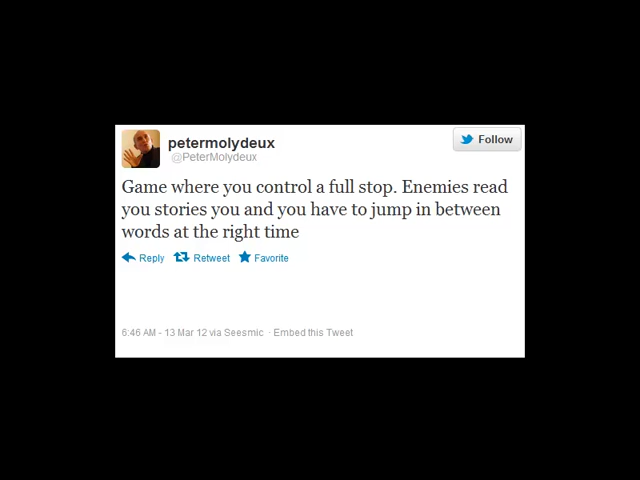 petermolydeux
@PeterMolydeux
Follow
Game where you control a full stop. Enemies read
you stories you and you have to jump in between
words at the right time
Reply Retweet Favorite
6:46 AM - 13 Mar 12 via Seesmic · Embed this Tweet